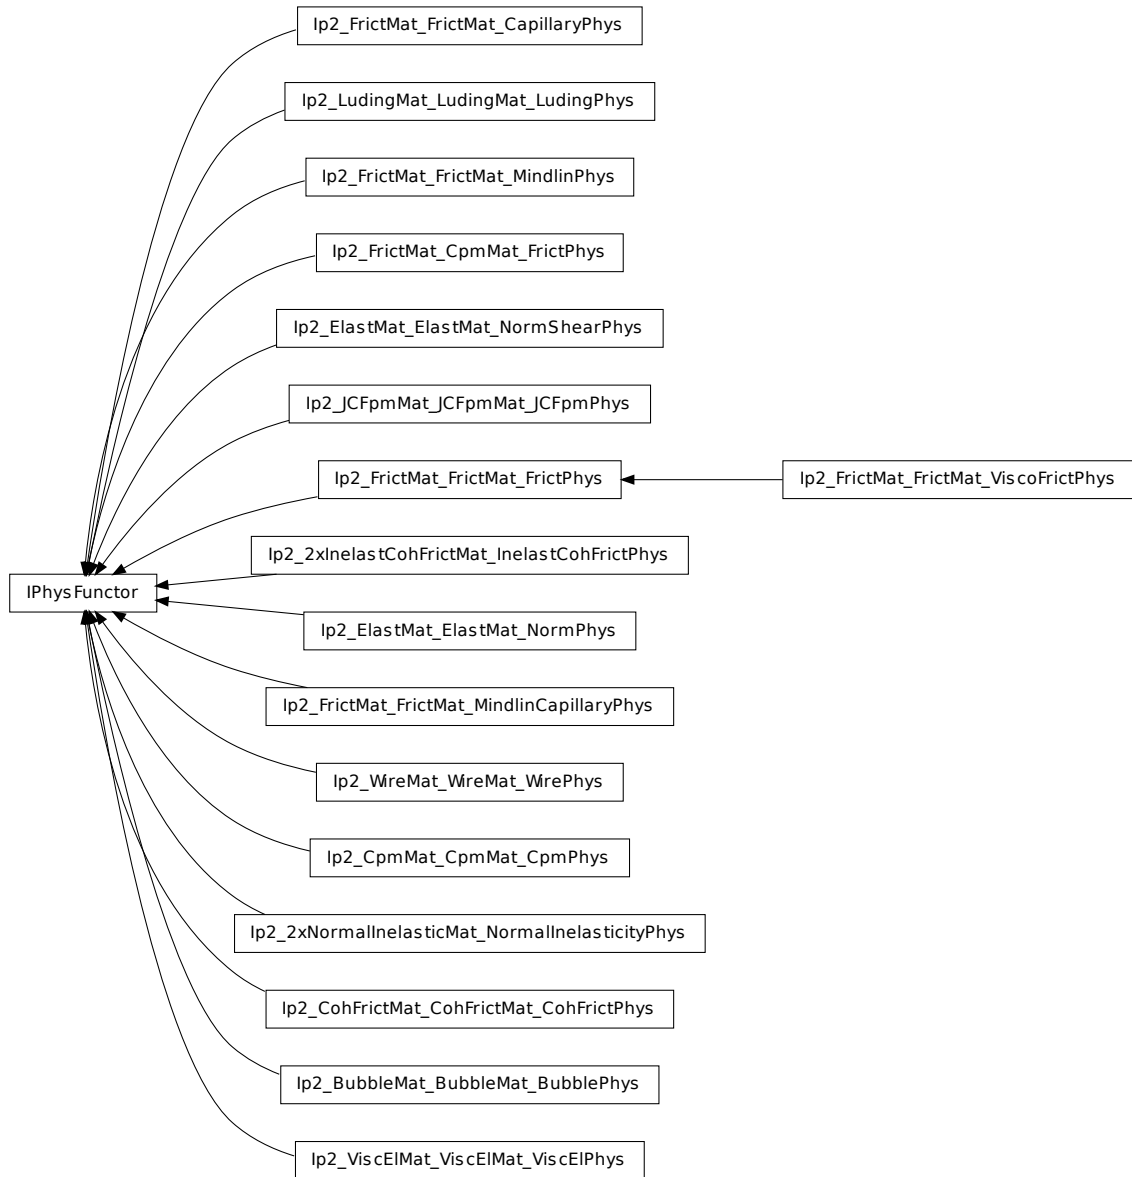 Ip2_FrictMat_FrictMat_CapillaryPhys
Ip2_LudingMat_LudingMat_LudingPhys
Ip2_FrictMat_FrictMat_MindlinPhys
Ip2_FrictMat_CpmMat_FrictPhys
Ip2_ElastMat_ElastMat_NormShearPhys
Ip2_JCFpmMat_JCFpmMat_JCFpmPhys
Ip2_FrictMat_FrictMat_FrictPhys
Ip2_FrictMat_FrictMat_ViscoFrictPhys
Ip2_2xInelastCohFrictMat_InelastCohFrictPhys
IPhysFunctor
Ip2_ElastMat_ElastMat_NormPhys
Ip2_FrictMat_FrictMat_MindlinCapillaryPhys
Ip2_WireMat_WireMat_WirePhys
Ip2_CpmMat_CpmMat_CpmPhys
Ip2_2xNormalInelasticMat_NormalInelasticityPhys
Ip2_CohFrictMat_CohFrictMat_CohFrictPhys
Ip2_BubbleMat_BubbleMat_BubblePhys
Ip2_ViscElMat_ViscElMat_ViscElPhys